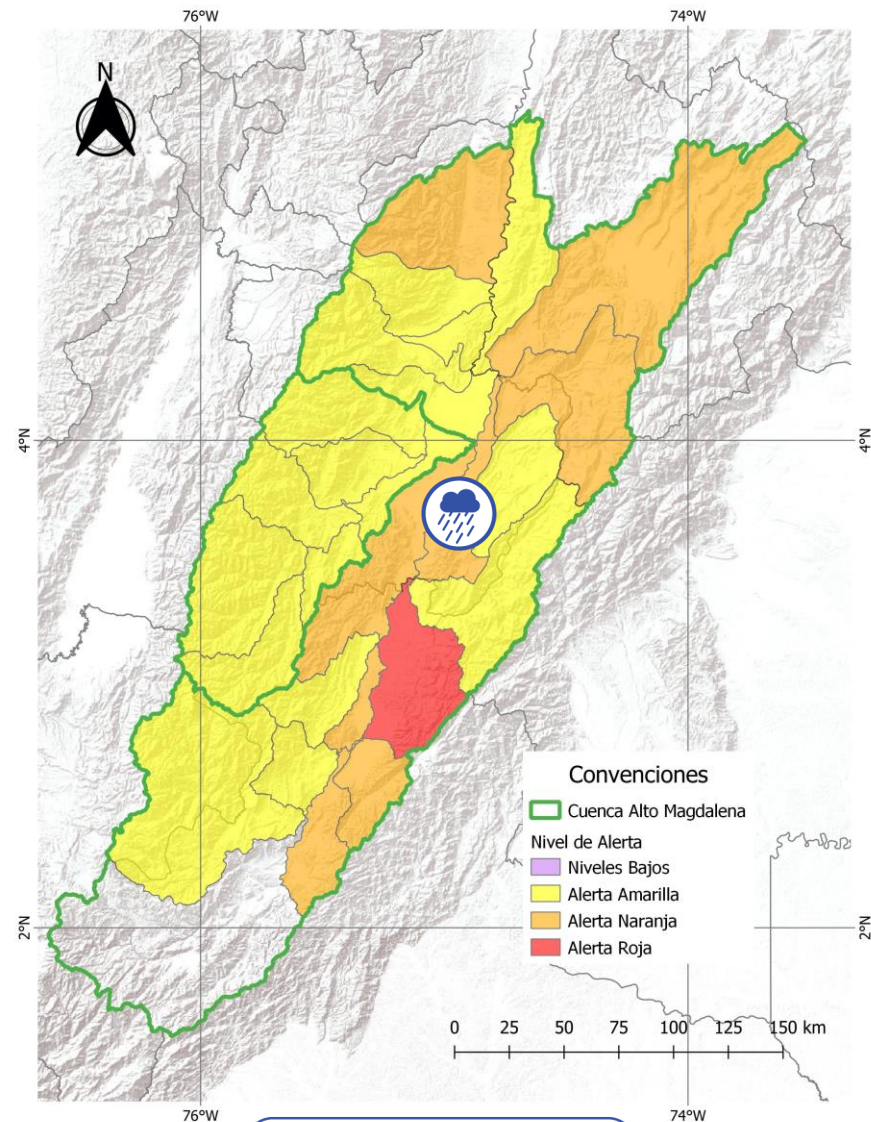 76°W
74°W
N
4°N
4°N
Convenciones
Cuenca Alto Magdalena
Nivel de Alerta
Niveles Bajos
Alerta Amarilla
Alerta Naranja
Alerta Roja
2°N
2°N
0 25 50 75 100 125 150 km
76°W
74°W